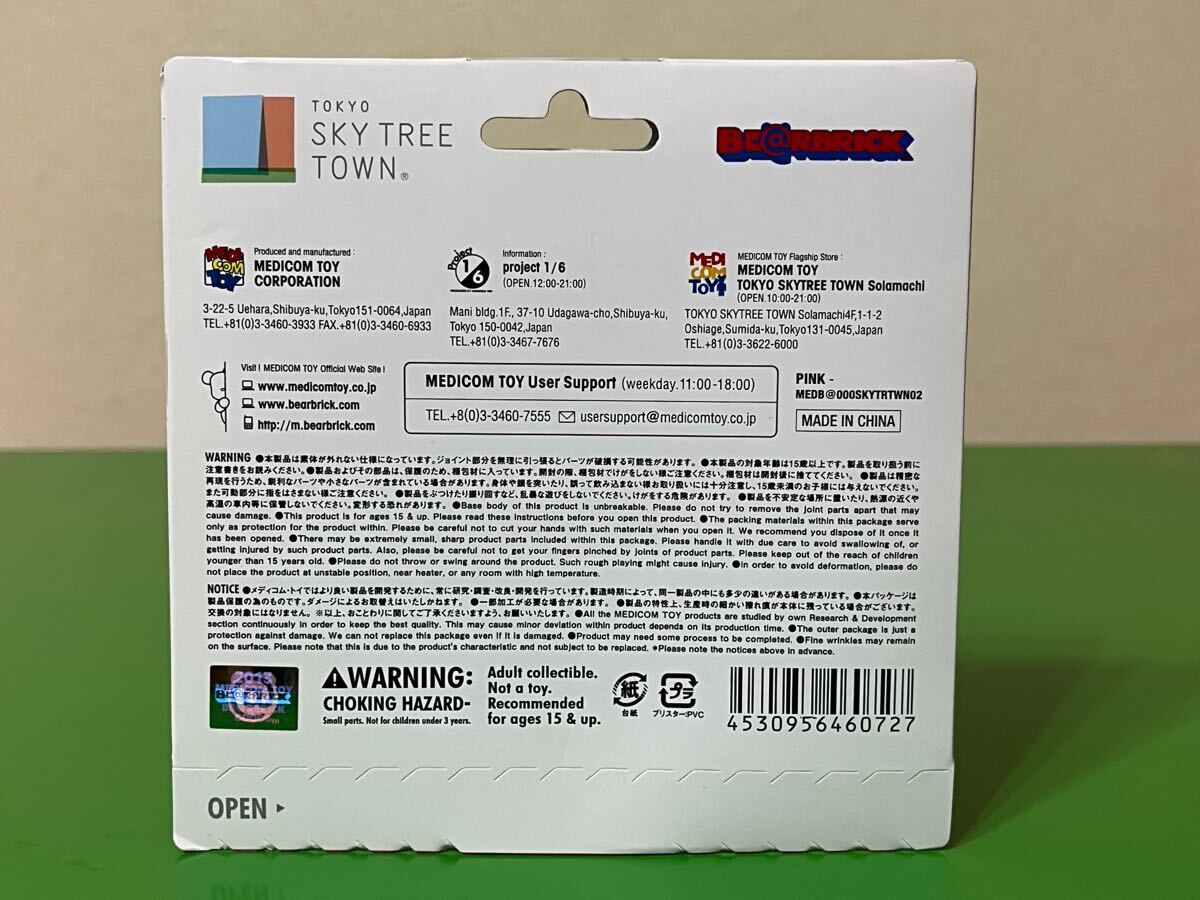 TOKYO
SKY TREE
TOWN®
BE@RBRICK
MEDI
COM
TOY
Produced and manufactured :
MEDICOM TOY
CORPORATION
3-22-5 Uehara,Shibuya-ku,Tokyo151-0064,Japan
TEL.+81(0)3-3460-3933 FAX.+81(0)3-3460-6933
Project
1/6
Information :
project 1/6
(OPEN.12:00-21:00)
Mani bldg.1F., 37-10 Udagawa-cho,Shibuya-ku,
Tokyo 150-0042,Japan
TEL.+81(0)3-3467-7676
MEDI
COM
TOY
MEDICOM TOY Flagship Store :
MEDICOM TOY
TOKYO SKYTREE TOWN Solamachi
(OPEN.10:00-21:00)
TOKYO SKYTREE TOWN Solamachi4F,1-1-2
Oshiage,Sumida-ku,Tokyo131-0045,Japan
TEL.+81(0)3-3622-6000
Visit ! MEDICOM TOY Official Web Site !
www.medicomtoy.co.jp
www.bearbrick.com
http://m.bearbrick.com
MEDICOM TOY User Support (weekday.11:00-18:00)
TEL.+8(0)3-3460-7555 usersupport@medicomtoy.co.jp
PINK -
MEDB@000SKYTRTWN02
MADE IN CHINA
WARNING ●本製品は素体が外れない仕様になっています。ジョイント部分を無理に引っ張るとパーツが破損する可能性があります。 ●本製品の対象年齢は15歳以上です。製品を取り扱う前に
注意書きをお読みください。●製品およびその部品は、保護のため、梱包材に入っています。開封の際、梱包材でけがをしない様ご注意ください。梱包材は開封後に捨ててください。 ●製品は精密な
再現を行うため、鋭利なパーツや小さなパーツが含まれている場合があります。身体や顔を突いたり、誤って飲み込まない様お取り扱いには十分注意し、15歳未満のお子様には与えないでください。
また可動部分に指をはさまない様ご注意ください。 ●製品をぶつけたり振り回すなど、乱暴な遊びをしないでください。けがをする危険があります。 ●製品を不安定な場所に置いたり、熱源の近くや
高温の車内等に保管しないでください。変形する恐れがあります。 ●Base body of this product is unbreakable. Please do not try to remove the joint parts apart that may
cause damage. ●This product is for ages 15 & up. Please read these instructions before you open this product. ●The packing materials within this package serve
only as protection for the product within. Please be careful not to cut your hands with such materials when you open it. We recommend you dispose of it once it
has been opened. ●There may be extremely small, sharp product parts included within this package. Please handle it with due care to avoid swallowing of, or
getting injured by such product parts. Also, please be careful not to get your fingers pinched by joints of product parts. Please keep out of the reach of children
younger than 15 years old. ●Please do not throw or swing around the product. Such rough playing might cause injury. ●In order to avoid deformation, please do
not place the product at unstable position, near heater, or any room with high temperature.
NOTICE ●メディコム・トイではより良い製品を開発するために、常に研究・調査・改良・開発を行っています。製造時期によって、同一製品の中にも多少の違いがある場合があります。 ●本パッケージは
製品保護の為のものです。ダメージによるお取替えはいたしかねます。 ●一部加工が必要な場合があります。 ●製品の特性上、生産時の細かい擦れ痕が本体に残っている場合がございます。
交換の対象にはなりません。 ※以上、おことわりに関してご了承くださいますよう、お願いいたします。 ●All the MEDICOM TOY products are studied by own Research & Development
section continuously in order to keep the best quality. This may cause minor deviation within product depends on its production time. ●The outer package is just a
protection against damage. We can not replace this package even if It is damaged. ●Product may need some process to be completed. ●Fine wrinkles may remain
on the surface. Please note that this is due to the product's characteristic and not subject to be replaced. *Please note the notices above in advance.
2015
MEDICOM TOY
BE@RBRICK
WARNING:
CHOKING HAZARD-
Small parts. Not for children under 3 years.
Adult collectible.
Not a toy.
Recommended
for ages 15 & up.
紙
台紙
プラ
ブリスター:PVC
4530956460727
OPEN ▸